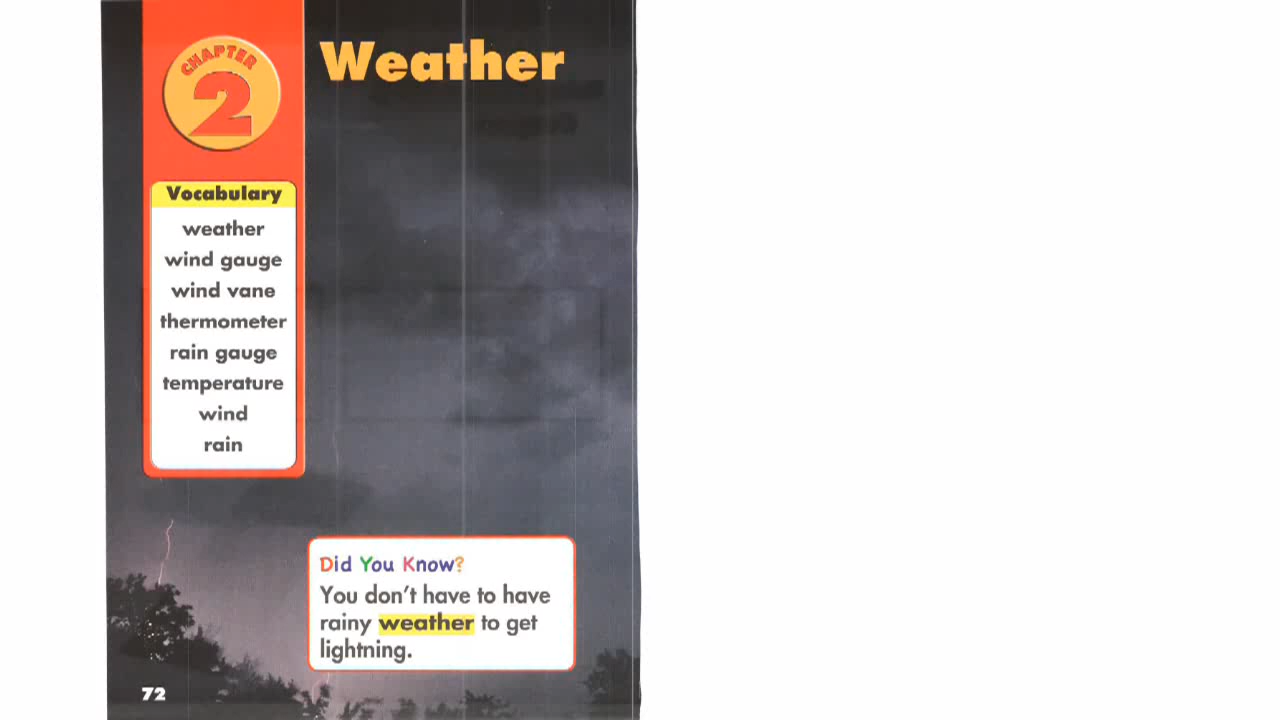 CHAPTER
2
Weather
Vocabulary
weather
wind gauge
wind vane
thermometer
rain gauge
temperature
wind
rain
Did You Know?
You don't have to have
rainy weather to get
lightning.
72